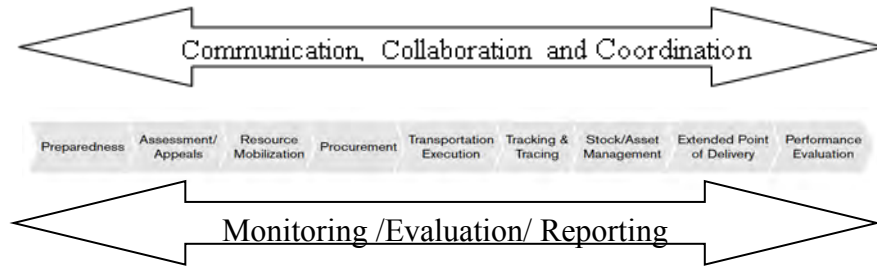 Communication, Collaboration and Coordination
Preparedness
Assessment/
Appeals
Resource
Mobilization
Procurement
Transportation
Execution
Tracking &
Tracing
Stock/Asset
Management
Extended Point
of Delivery
Performance
Evaluation
Monitoring /Evaluation/ Reporting